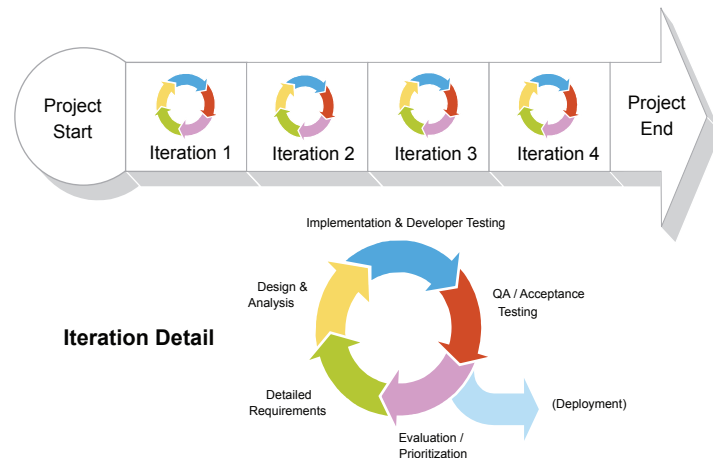 Project
Start
Iteration 1
Iteration 2
Iteration 3
Iteration 4
Project
End
Implementation & Developer Testing
Design &
Analysis
QA / Acceptance
Testing
Iteration Detail
Detailed
Requirements
(Deployment)
Evaluation /
Prioritization